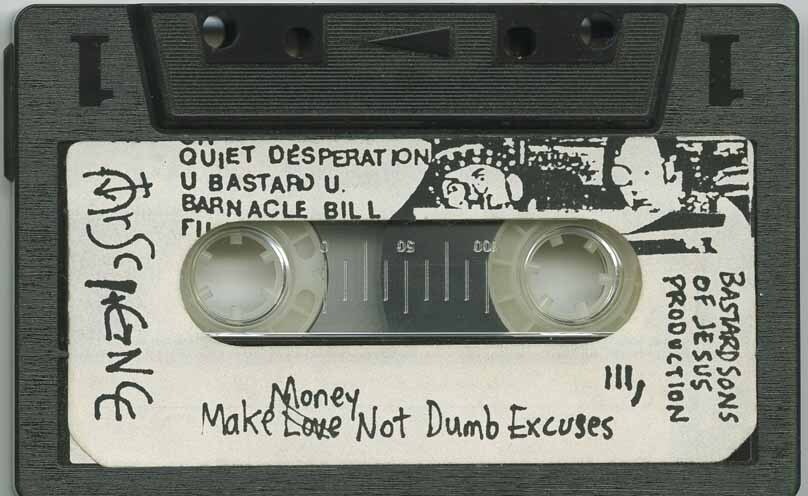 1 1
QUIET DESPERATION
U BASTARD U.
BARNACLE BILL
0 50 100
BASTARD SONS
OF JESUS
PRODUCTION
III,
Money
Make Love Not Dumb Excuses